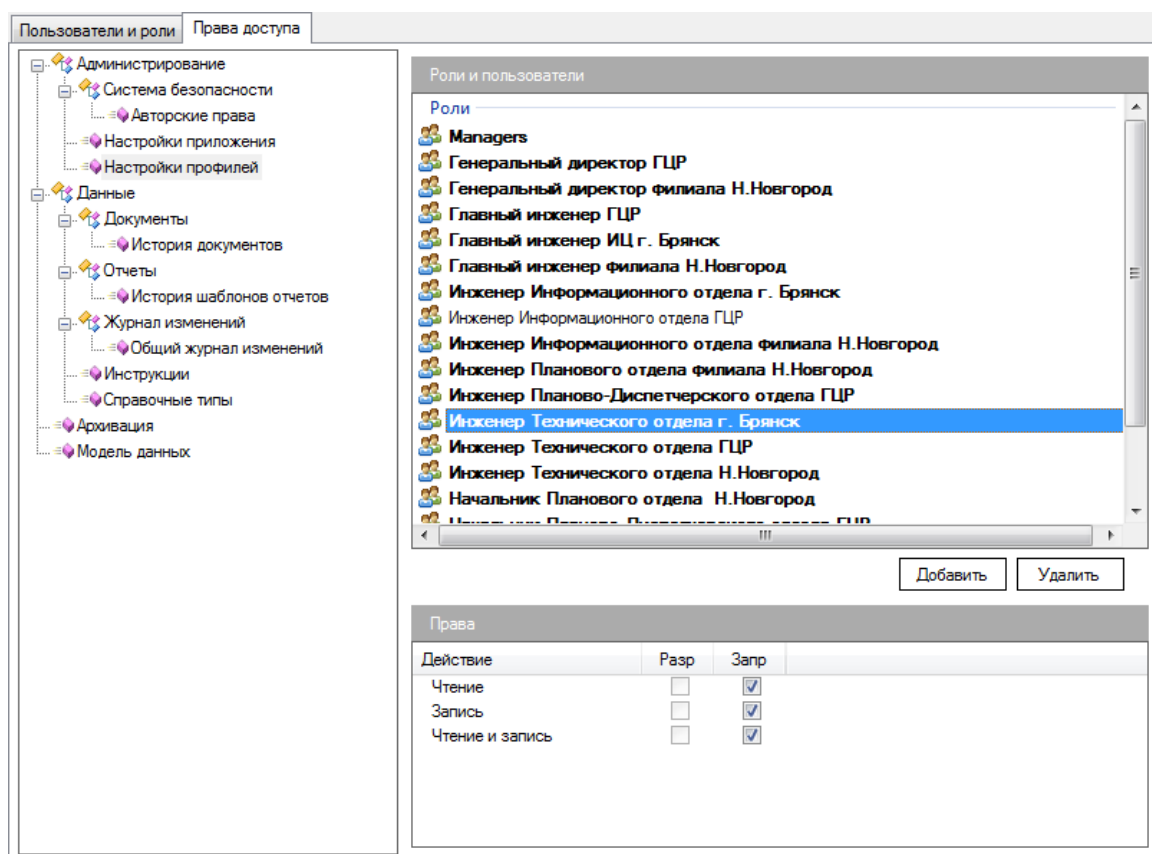 Пользователи и роли
Права доступа
Администрирование
Система безопасности
Авторские права
Настройки приложения
Настройки профилей
Данные
Документы
История документов
Отчеты
История шаблонов отчетов
Журнал изменений
Общий журнал изменений
Инструкции
Справочные типы
Архивация
Модель данных
Роли и пользователи
Роли
Managers
Генеральный директор ГЦР
Генеральный директор филиала Н.Новгород
Главный инженер ГЦР
Главный инженер ИЦ г. Брянск
Главный инженер филиала Н.Новгород
Инженер Информационного отдела г. Брянск
Инженер Информационного отдела ГЦР
Инженер Информационного отдела филиала Н.Новгород
Инженер Планового отдела филиала Н.Новгород
Инженер Планово-Диспетчерского отдела ГЦР
Инженер Технического отдела г. Брянск
Инженер Технического отдела ГЦР
Инженер Технического отдела Н.Новгород
Начальник Планового отдела Н.Новгород
Добавить Удалить
Права
Действие Разр Запр
Чтение
Запись
Чтение и запись